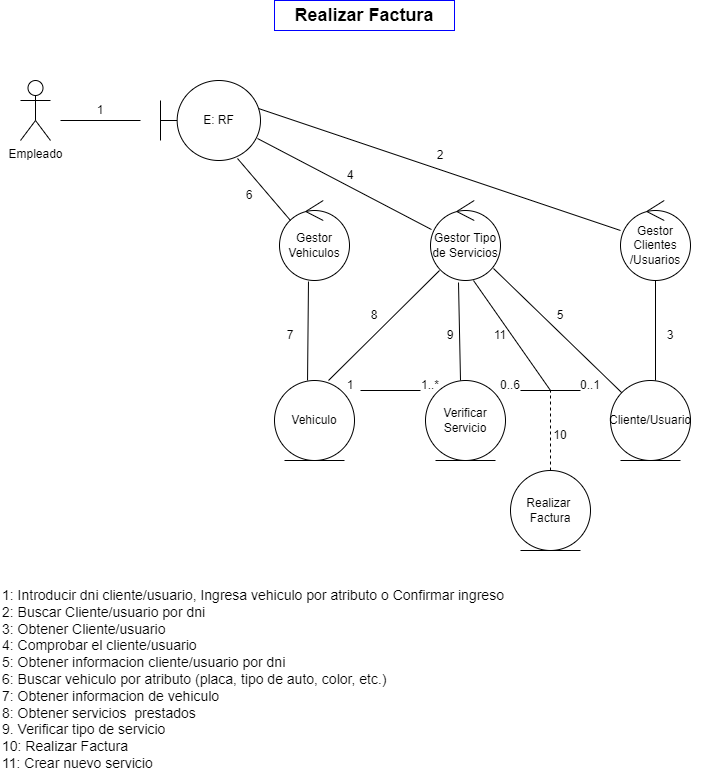 Realizar Factura
1
E: RF
Empleado
2
4
6
Gestor
Vehiculos
Gestor Tipo
de Servicios
Gestor
Clientes
/Usuarios
7
8
9
11
5
3
1
1..*
0..6
0..1
Vehiculo
Verificar
Servicio
Cliente/Usuario
10
Realizar
Factura
1: Introducir dni cliente/usuario, Ingresa vehiculo por atributo o Confirmar ingreso
2: Buscar Cliente/usuario por dni
3: Obtener Cliente/usuario
4: Comprobar el cliente/usuario
5: Obtener informacion cliente/usuario por dni
6: Buscar vehiculo por atributo (placa, tipo de auto, color, etc.)
7: Obtener informacion de vehiculo
8: Obtener servicios prestados
9. Verificar tipo de servicio
10: Realizar Factura
11: Crear nuevo servicio